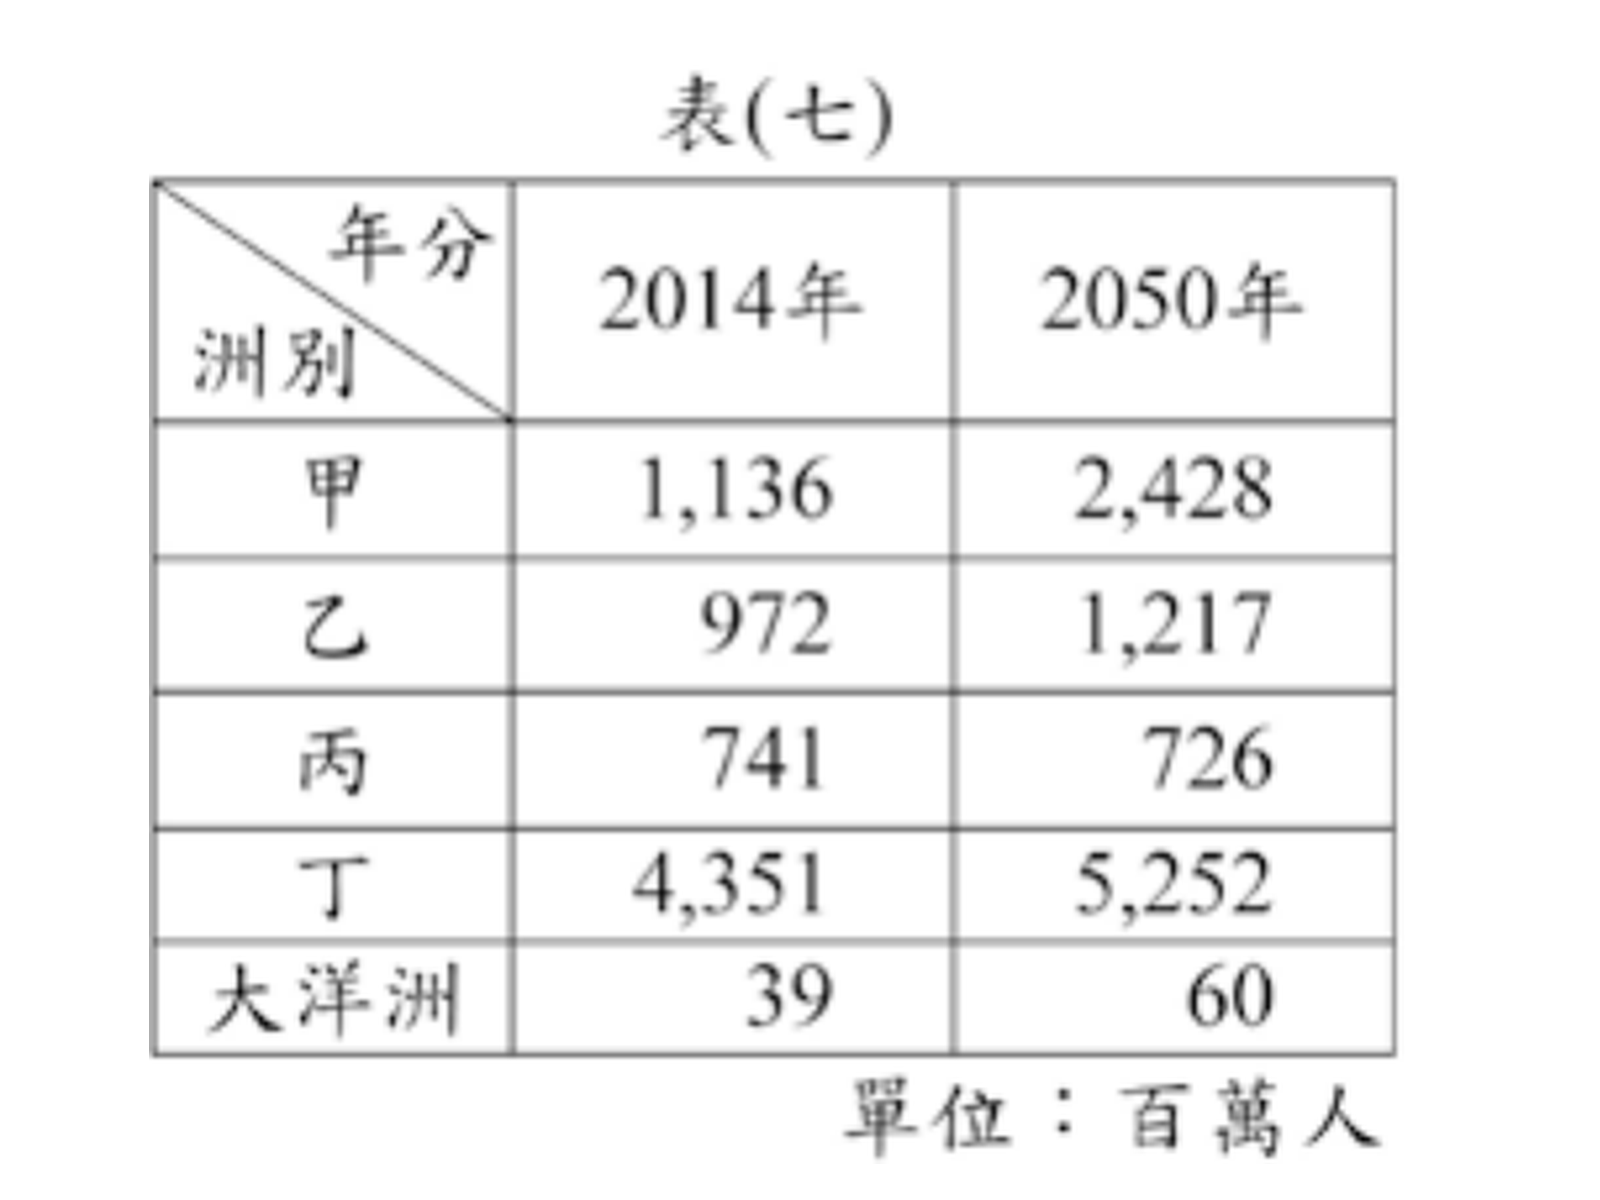 表(七)
年分
洲別
2014年 2050年
甲 1,136 2,428
乙 972 1,217
丙 741 726
丁 4,351 5,252
大洋洲 39 60
單位：百萬人